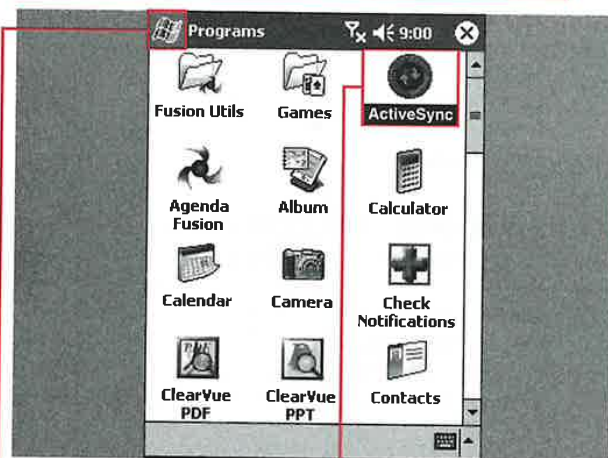 Programs 9:00
Fusion Utils Games ActiveSync
Agenda Fusion Album Calculator
Calendar Camera Check Notifications
ClearVue PDF ClearVue PPT Contacts